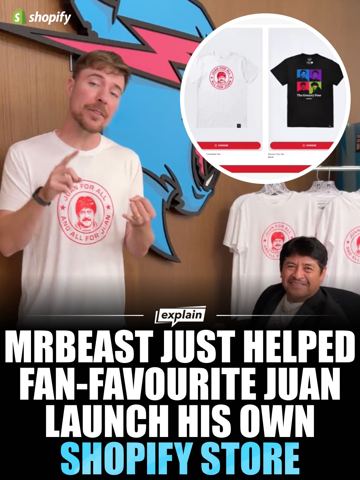 shopify
JUAN FOR ALL
AND ALL FOR JUAN
explain
MRBEAST JUST HELPED
FAN-FAVOURITE JUAN
LAUNCH HIS OWN
SHOPIFY STORE